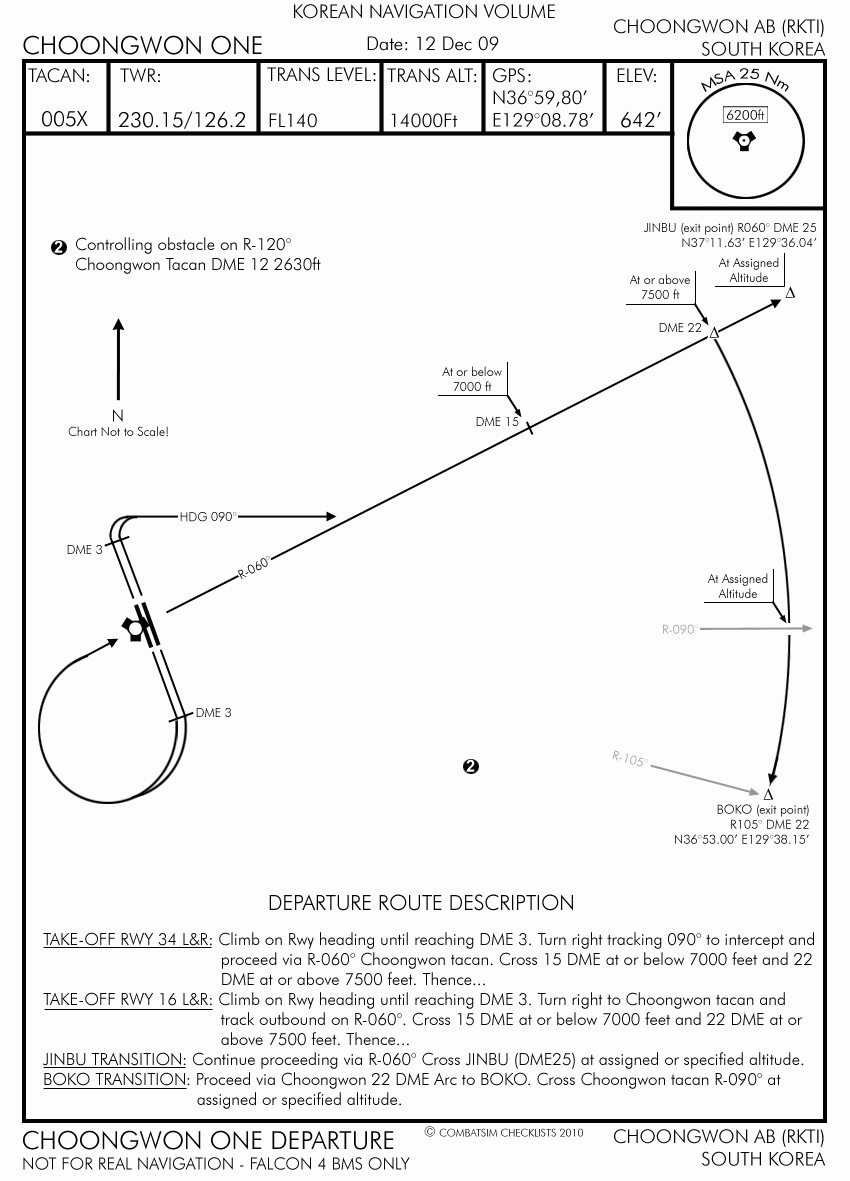 KOREAN NAVIGATION VOLUME
CHOONGWON ONE
Date: 12 Dec 09
CHOONGWON AB (RKTI)
SOUTH KOREA
TACAN:
005X
TWR:
230.15/126.2
TRANS LEVEL:
FL140
TRANS ALT:
14000Ft
GPS:
N36°59,80'
E129°08.78'
ELEV:
642'
MSA 25 Nm
6200ft
JINBU (exit point) R060° DME 25
N37°11.63' E129°36.04'
2 Controlling obstacle on R-120°
Choongwon Tacan DME 12 2630ft
At Assigned
Altitude
At or above
7500 ft
DME 22
N
Chart Not to Scale!
At or below
7000 ft
DME 15
HDG 090°
DME 3
R-060°
At Assigned
Altitude
R-090°
DME 3
2
R-105°
BOKO (exit point)
R105° DME 22
N36°53.00' E129°38.15'
DEPARTURE ROUTE DESCRIPTION
TAKE-OFF RWY 34 L&R: Climb on Rwy heading until reaching DME 3. Turn right tracking 090° to intercept and
proceed via R-060° Choongwon tacan. Cross 15 DME at or below 7000 feet and 22
DME at or above 7500 feet. Thence...
TAKE-OFF RWY 16 L&R: Climb on Rwy heading until reaching DME 3. Turn right to Choongwon tacan and
track outbound on R-060°. Cross 15 DME at or below 7000 feet and 22 DME at or
above 7500 feet. Thence...
JINBU TRANSITION: Continue proceeding via R-060° Cross JINBU (DME25) at assigned or specified altitude.
BOKO TRANSITION: Proceed via Choongwon 22 DME Arc to BOKO. Cross Choongwon tacan R-090° at
assigned or specified altitude.
CHOONGWON ONE DEPARTURE
© COMBATSIM CHECKLISTS 2010
CHOONGWON AB (RKTI)
NOT FOR REAL NAVIGATION - FALCON 4 BMS ONLY
SOUTH KOREA